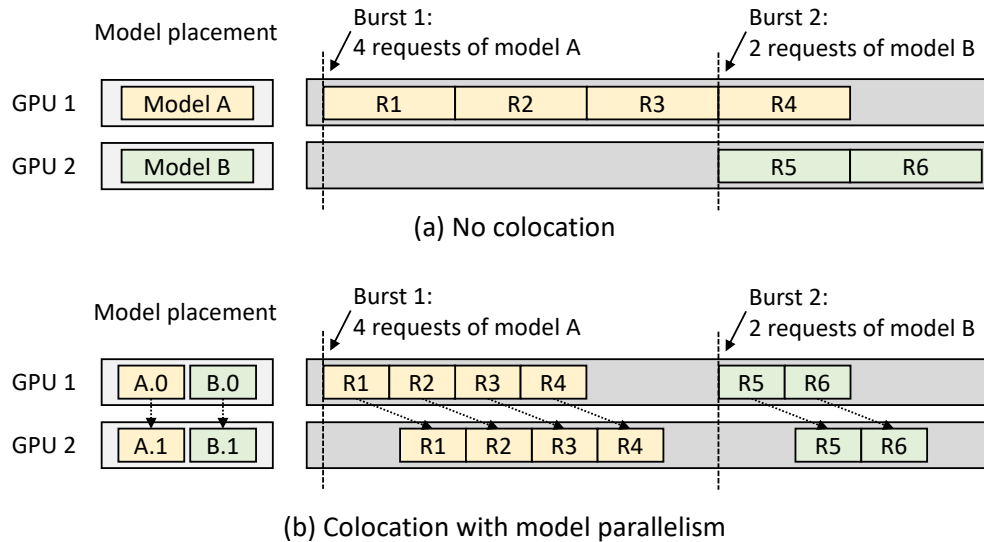 Model placement
Burst 1:
4 requests of model A
Burst 2:
2 requests of model B
GPU 1
Model A
R1
R2
R3
R4
GPU 2
Model B
R5
R6
(a) No colocation
Model placement
Burst 1:
4 requests of model A
Burst 2:
2 requests of model B
GPU 1
A.0
B.0
R1
R2
R3
R4
R5
R6
GPU 2
A.1
B.1
R1
R2
R3
R4
R5
R6
(b) Colocation with model parallelism